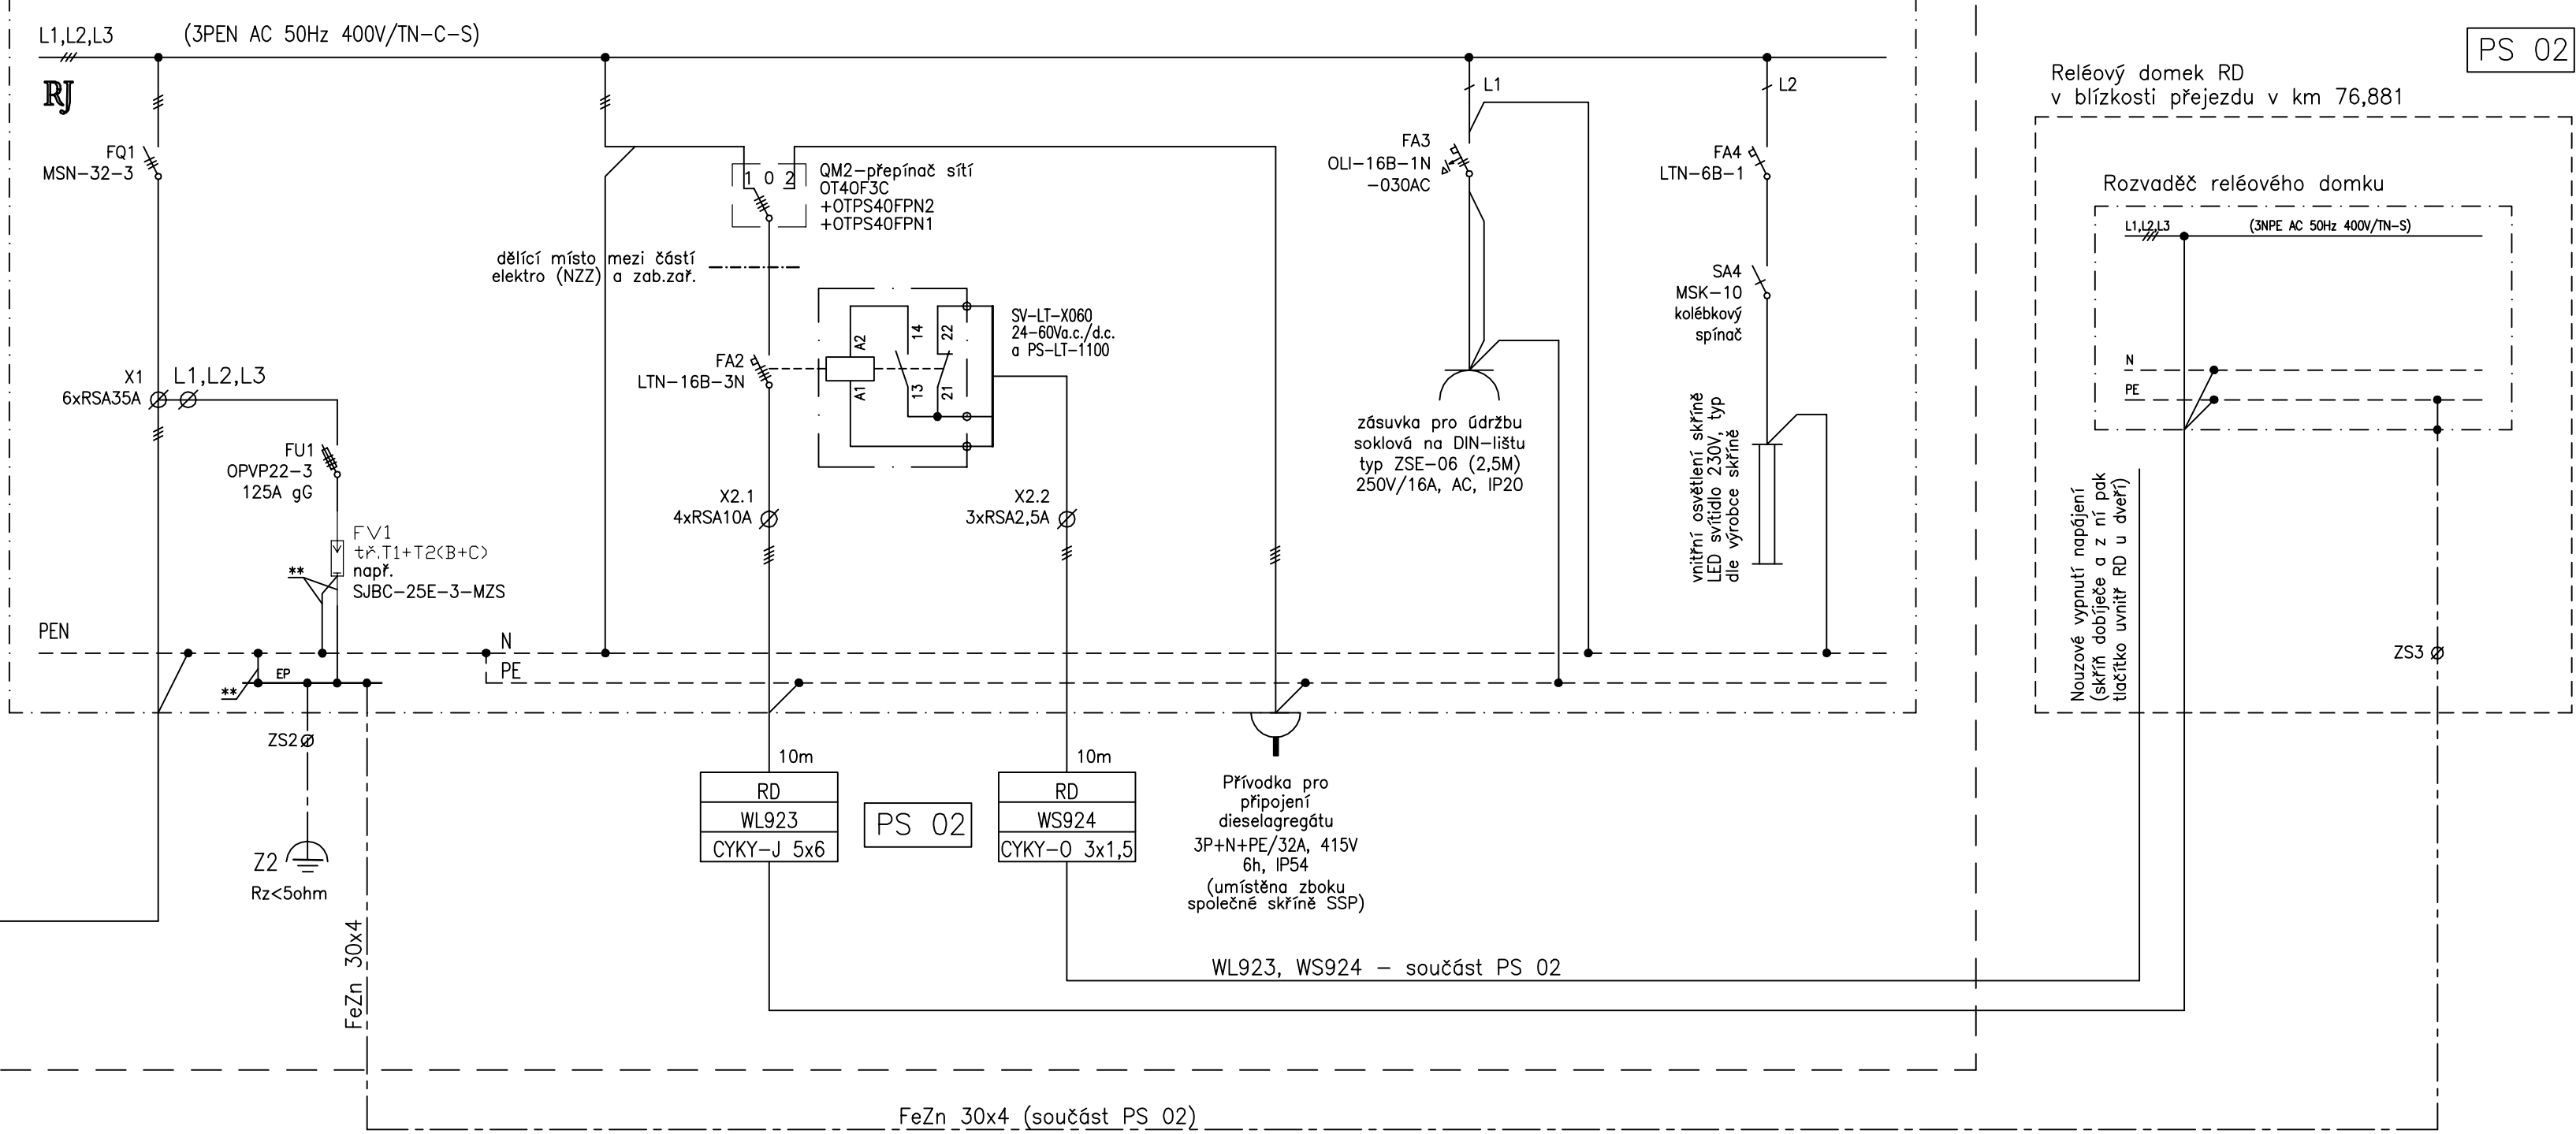 L1,L2,L3
(3PEN AC 50Hz 400V/TN-C-S)
RJ
FQ1
MSN-32-3
X1
6xRSA35A
L1,L2,L3
FU1
OPVP22-3
125A gG
FV1
tř.T1+T2(B+C)
např.
SJBC-25E-3-MZS
**
PEN
**
EP
ZS2
Z2
Rz<5ohm
FeZn 30x4
N
PE
1 0 2
QM2-přepínač sítí
OT40F3C
+OTPS40FPN2
+OTPS40FPN1
dělící místo mezi částí
elektro (NZZ) a zab.zař.
FA2
LTN-16B-3N
A2
A1
14
13
22
21
SV-LT-X060
24-60Va.c./d.c.
a PS-LT-1100
X2.1
4xRSA10A
X2.2
3xRSA2,5A
10m
RD
WL923
CYKY-J 5x6
PS 02
10m
RD
WS924
CYKY-O 3x1,5
L1
FA3
OLI-16B-1N
-030AC
zásuvka pro údržbu
soklová na DIN-lištu
typ ZSE-06 (2,5M)
250V/16A, AC, IP20
L2
FA4
LTN-6B-1
SA4
MSK-10
kolébkový
spínač
vnitřní osvětlení skříně
LED svítidlo 230V, typ
dle výrobce skříně
Přívodka pro
připojení
dieselagregátu
3P+N+PE/32A, 415V
6h, IP54
(umístěna zboku
společné skříně SSP)
WL923, WS924 – součást PS 02
FeZn 30x4 (součást PS 02)
PS 02
Reléový domek RD
v blízkosti přejezdu v km 76,881
Rozvaděč reléového domku
L1,L2,L3
(3NPE AC 50Hz 400V/TN-S)
N
PE
Nouzové vypnutí napájení
(skříň dobíječe a z ní pak
tlačítko uvnitř RD u dveří)
ZS3